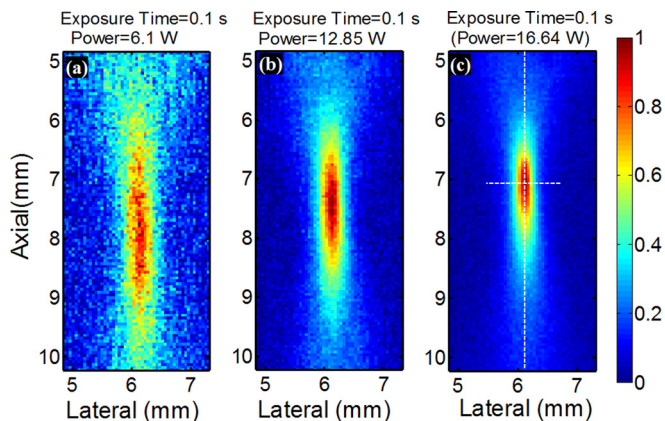 Exposure Time=0.1 s Exposure Time=0.1 s Exposure Time=0.1 s
Power=6.1 W Power=12.85 W (Power=16.64 W)
(a) (b) (c)
5 5 5 1
6 6 6 0.8
7 7 7 0.6
Axial(mm)
8 8 8 0.4
9 9 9 0.2
10 10 10 0
5 6 7 5 6 7 5 6 7
Lateral (mm) Lateral (mm) Lateral (mm)